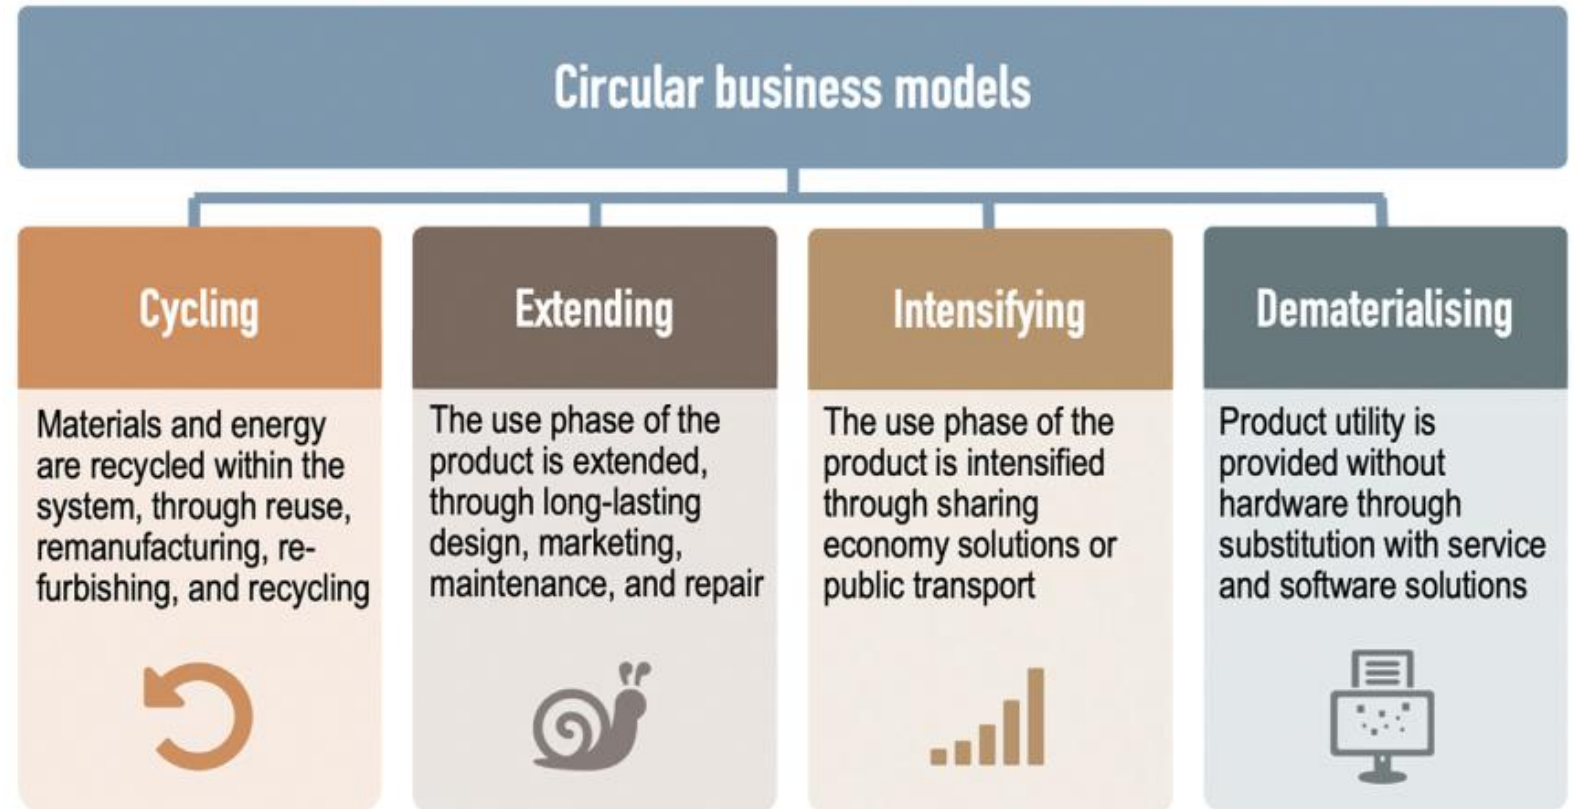 Circular business models
Cycling
Materials and energy
are recycled within the
system, through reuse,
remanufacturing, re-
furbishing, and recycling
Extending
The use phase of the
product is extended,
through long-lasting
design, marketing,
maintenance, and repair
Intensifying
The use phase of the
product is intensified
through sharing
economy solutions or
public transport
Dematerialising
Product utility is
provided without
hardware through
substitution with service
and software solutions